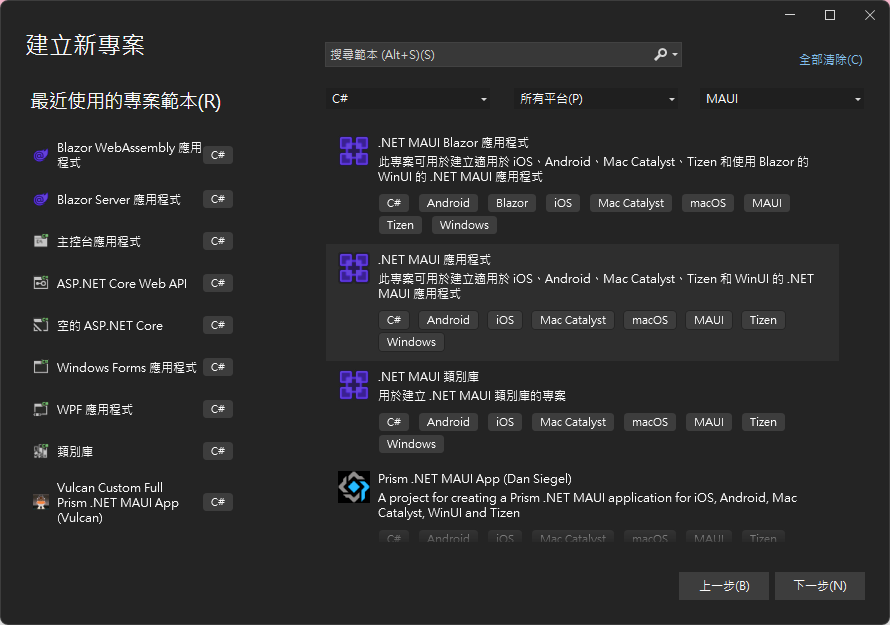 建立新專案
搜尋範本 (Alt+S)(S)
全部清除(C)
最近使用的專案範本(R)
C#
所有平台(P)
MAUI
Blazor WebAssembly 應用
程式
C#
Blazor Server 應用程式
C#
主控台應用程式
C#
ASP.NET Core Web API
C#
空的 ASP.NET Core
C#
Windows Forms 應用程式
C#
WPF 應用程式
C#
類別庫
C#
Vulcan Custom Full
Prism .NET MAUI App
(Vulcan)
C#
.NET MAUI Blazor 應用程式
此專案可用於建立適用於 iOS、Android、Mac Catalyst、Tizen 和使用 Blazor 的
WinUI 的 .NET MAUI 應用程式
C# Android Blazor iOS Mac Catalyst macOS MAUI
Tizen Windows
.NET MAUI 應用程式
此專案可用於建立適用於 iOS、Android、Mac Catalyst、Tizen 和 WinUI 的 .NET
MAUI 應用程式
C# Android iOS Mac Catalyst macOS MAUI Tizen
Windows
.NET MAUI 類別庫
用於建立 .NET MAUI 類別庫的專案
C# Android iOS Mac Catalyst macOS MAUI Tizen
Windows
Prism .NET MAUI App (Dan Siegel)
A project for creating a Prism .NET MAUI application for iOS, Android, Mac
Catalyst, WinUI and Tizen
C# Android iOS Mac Catalyst macOS MAUI Tizen
上一步(B)
下一步(N)